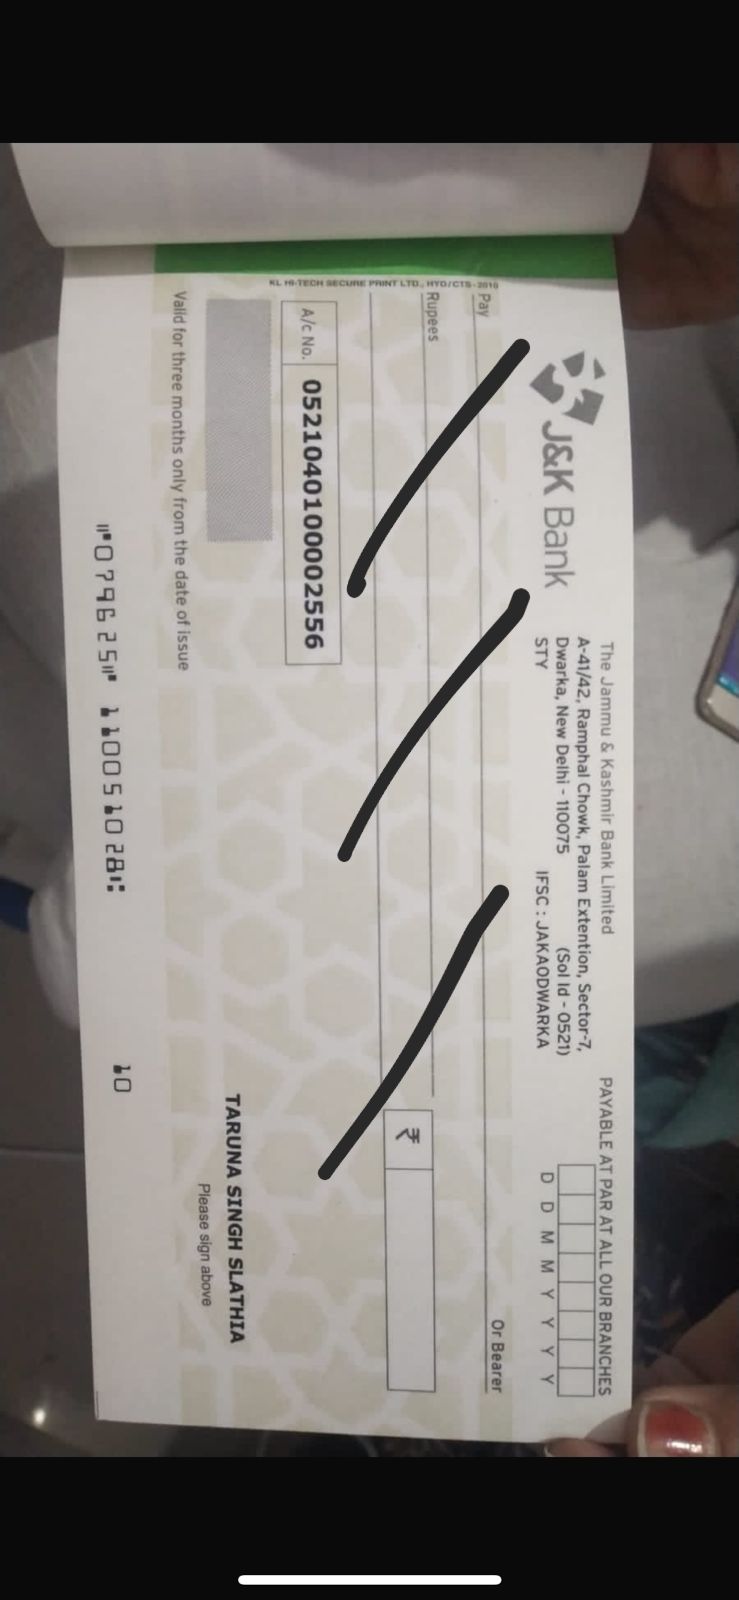 J&K Bank
The Jammu & Kashmir Bank Limited
A-41/42, Ramphal Chowk, Palam Extention, Sector-7,
Dwarka, New Delhi - 110075 (Sol Id - 0521)
STY IFSC : JAKA0DWARKA
PAYABLE AT PAR AT ALL OUR BRANCHES
D D M M Y Y Y Y
Pay
Or Bearer
Rupees
₹
A/c No. 0521040100002556
KL HI-TECH SECURE PRINT LTD., HYD/CTS-2010
TARUNA SINGH SLATHIA
Please sign above
Valid for three months only from the date of issue
⑈079625⑈ 110051028⑆ 10